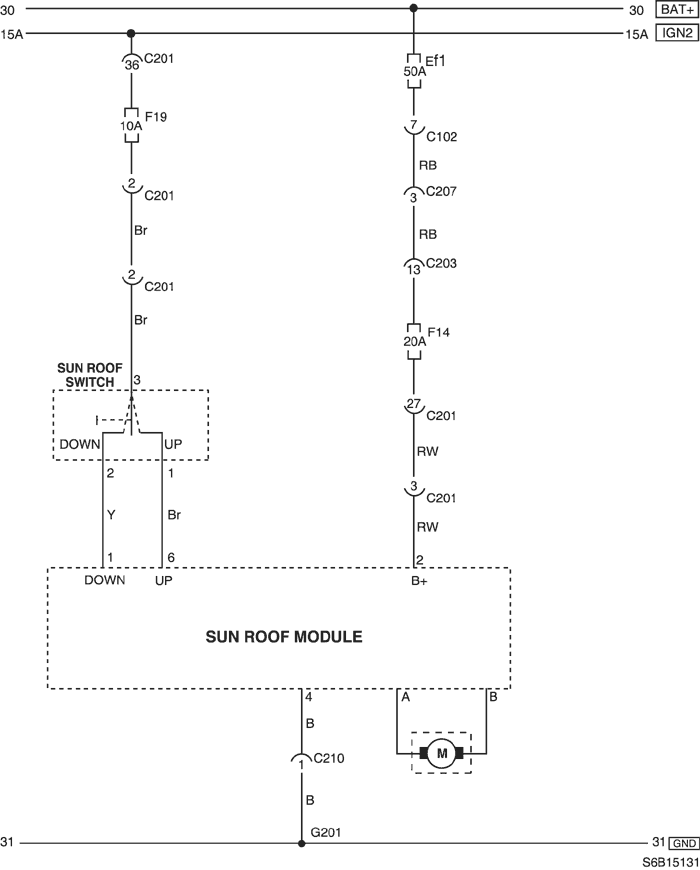 30 30 BAT+
15A 15A IGN2
36 C201
Ef1
50A
F19
10A
7 C102
RB
2 C201
3 C207
Br
RB
2 C201
13 C203
Br
F14
20A
SUN ROOF
SWITCH
3
27 C201
DOWN UP
RW
2 1
3 C201
Y Br
RW
1 6 2
DOWN UP B+
SUN ROOF MODULE
4 A B
B
M
1 C210
B
G201
31 31 GND
S6B15131